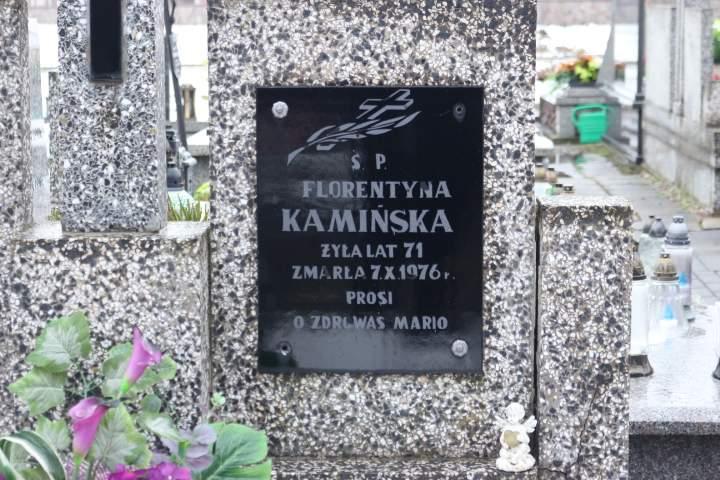 Ś. P.
FLORENTYNA
KAMIŃSKA
ŻYŁA LAT 71
ZMARŁA 7.X.1976 r.
PROSI
O ZDROWAŚ MARIO